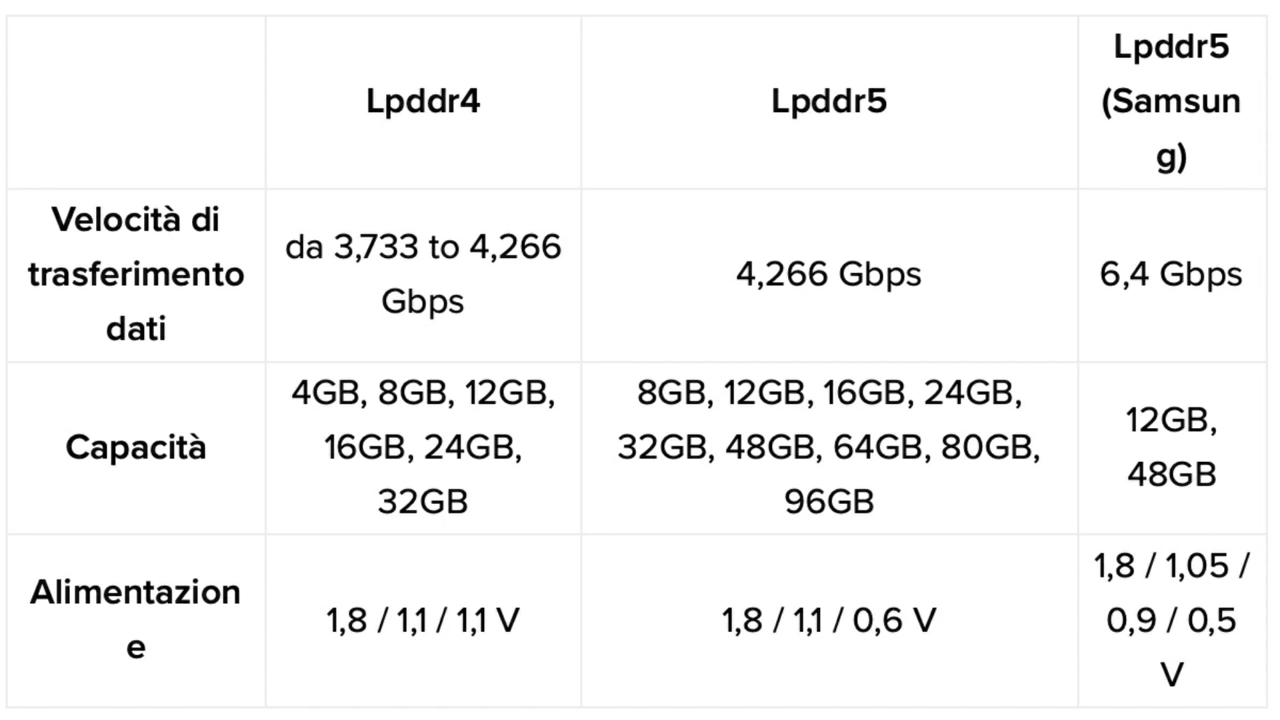 Lpddr4
Lpddr5
Lpddr5
(Samsun
g)
Velocità di
trasferimento
dati
da 3,733 to 4,266
Gbps
4,266 Gbps
6,4 Gbps
Capacità
4GB, 8GB, 12GB,
16GB, 24GB,
32GB
8GB, 12GB, 16GB, 24GB,
32GB, 48GB, 64GB, 80GB,
96GB
12GB,
48GB
Alimentazion
e
1,8 / 1,1 / 1,1 V
1,8 / 1,1 / 0,6 V
1,8 / 1,05 /
0,9 / 0,5
V